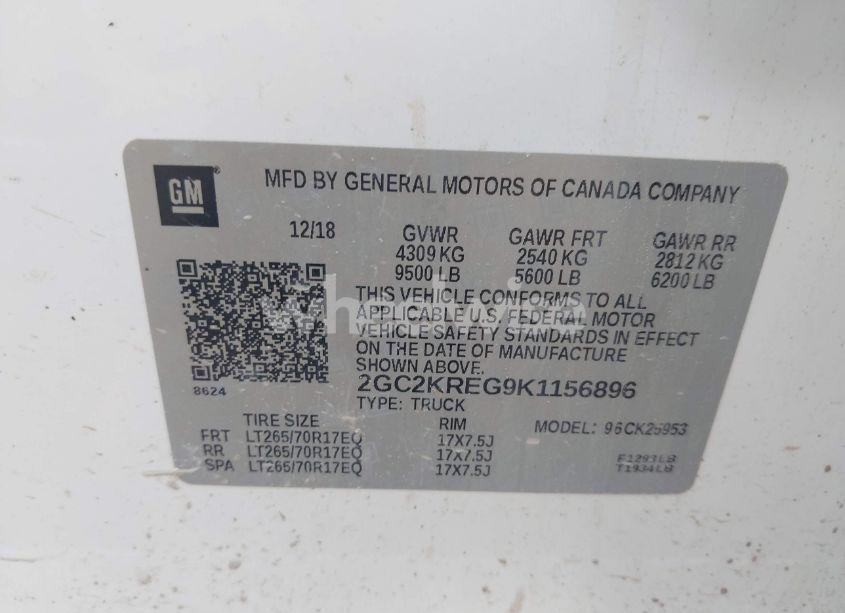 GM
MFD BY GENERAL MOTORS OF CANADA COMPANY
12/18 GVWR GAWR FRT GAWR RR
4309 KG 2540 KG 2812 KG
9500 LB 5600 LB 6200 LB
THIS VEHICLE CONFORMS TO ALL
APPLICABLE U.S. FEDERAL MOTOR
VEHICLE SAFETY STANDARDS IN EFFECT
ON THE DATE OF MANUFACTURE
SHOWN ABOVE.
8624
2GC2KREG9K1156896
TYPE: TRUCK
TIRE SIZE RIM MODEL: 96CK25953
FRT LT265/70R17EQ 17X7.5J
RR LT265/70R17EQ 17X7.5J F1293LB
SPA LT265/70R17EQ 17X7.5J T1934LB